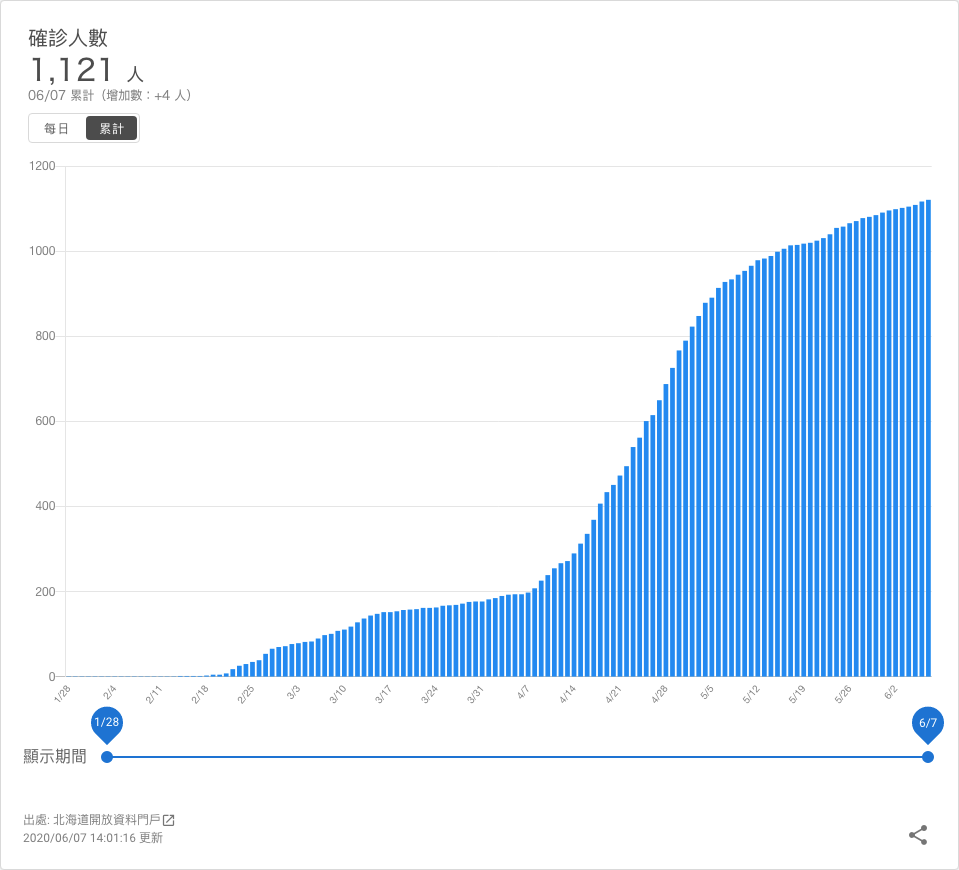 確診人數
1,121 人
06/07 累計（增加數：+4 人）
每日 累計
1200
1000
800
600
400
200
0
1/28 2/4 2/11 2/18 2/25 3/3 3/10 3/17 3/24 3/31 4/7 4/14 4/21 4/28 5/5 5/12 5/19 5/26 6/2
1/28 6/7
顯示期間
出處: 北海道開放資料門戶
2020/06/07 14:01:16 更新